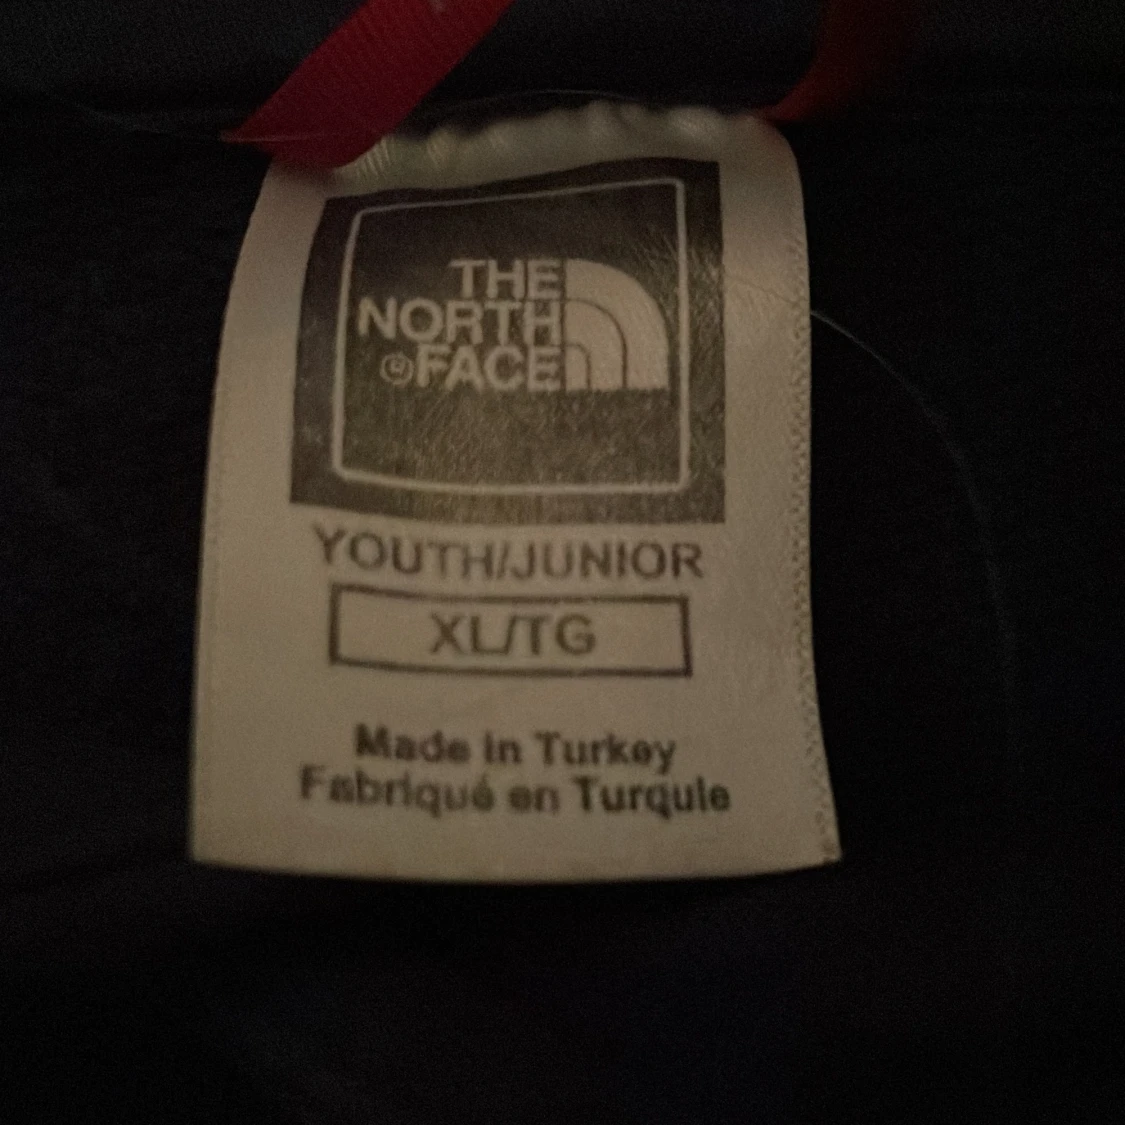 THE
NORTH
®FACE
YOUTH/JUNIOR
XL/TG
Made in Turkey
Fabriqué en Turquie